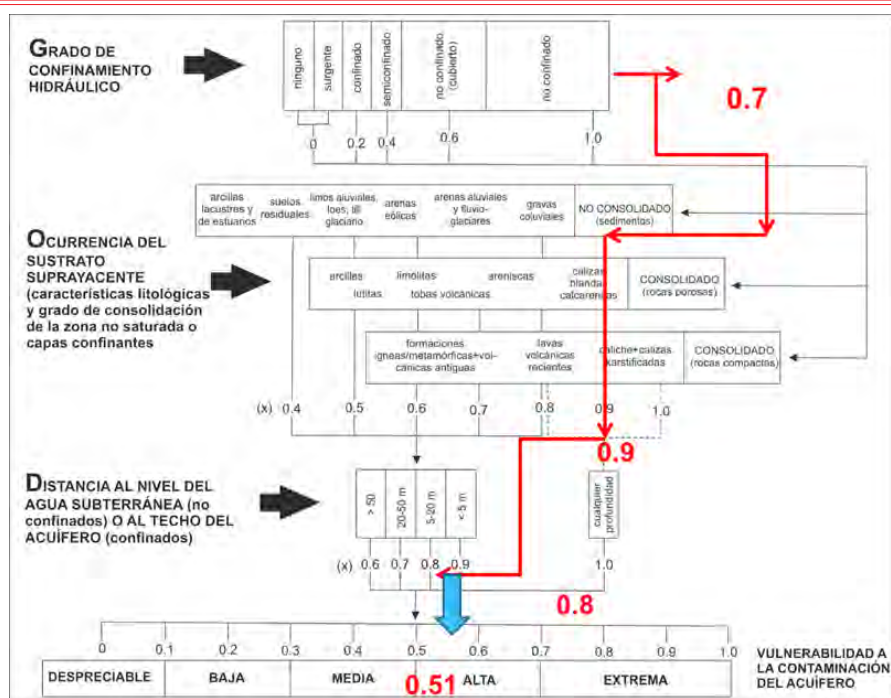 GRADO DE
CONFINAMIENTO
HIDRÁULICO
ninguno
surgente
confinado
semiconfinado
no confinado
(cubierto)
no confinado
0.7
0 0.2 0.4 0.6 1.0
arcillas
lacustres y
de estuarios
suelos
residuales
limos aluviales,
loes, till
glaciario
arenas
eólicas
arenas aluviales
y fluvio-
glaciares
gravas
coluviales
NO CONSOLIDADO
(sedimentos)
OCURRENCIA DEL
SUSTRATO
SUPRAYACENTE
(características litológicas
y grado de consolidación
de la zona no saturada o
capas confinantes
arcillas
lutitas
limolitas
tobas volcánicas
areniscas
calizas
blandas
calcarenitas
CONSOLIDADO
(rocas porosas)
formaciones
ígneas/metamórficas+vol-
cánicas antiguas
lavas
volcánicas
recientes
caliche+calizas
karstificadas
CONSOLIDADO
(rocas compactas)
(x) 0.4 0.5 0.6 0.7 0.8 0.9 1.0
0.9
DISTANCIA AL NIVEL DEL
AGUA SUBTERRÁNEA (no
confinados) O AL TECHO DEL
ACUÍFERO (confinados)
> 50
20-50 m
5-20 m
< 5 m
cualquier
profundidad
(x) 0.6 0.7 0.8 0.9 1.0
0.8
0 0.1 0.2 0.3 0.4 0.5 0.6 0.7 0.8 0.9 1.0
DESPRECIABLE BAJA MEDIA 0.51 ALTA EXTREMA
VULNERABILIDAD A
LA CONTAMINACIÓN
DEL ACUÍFERO